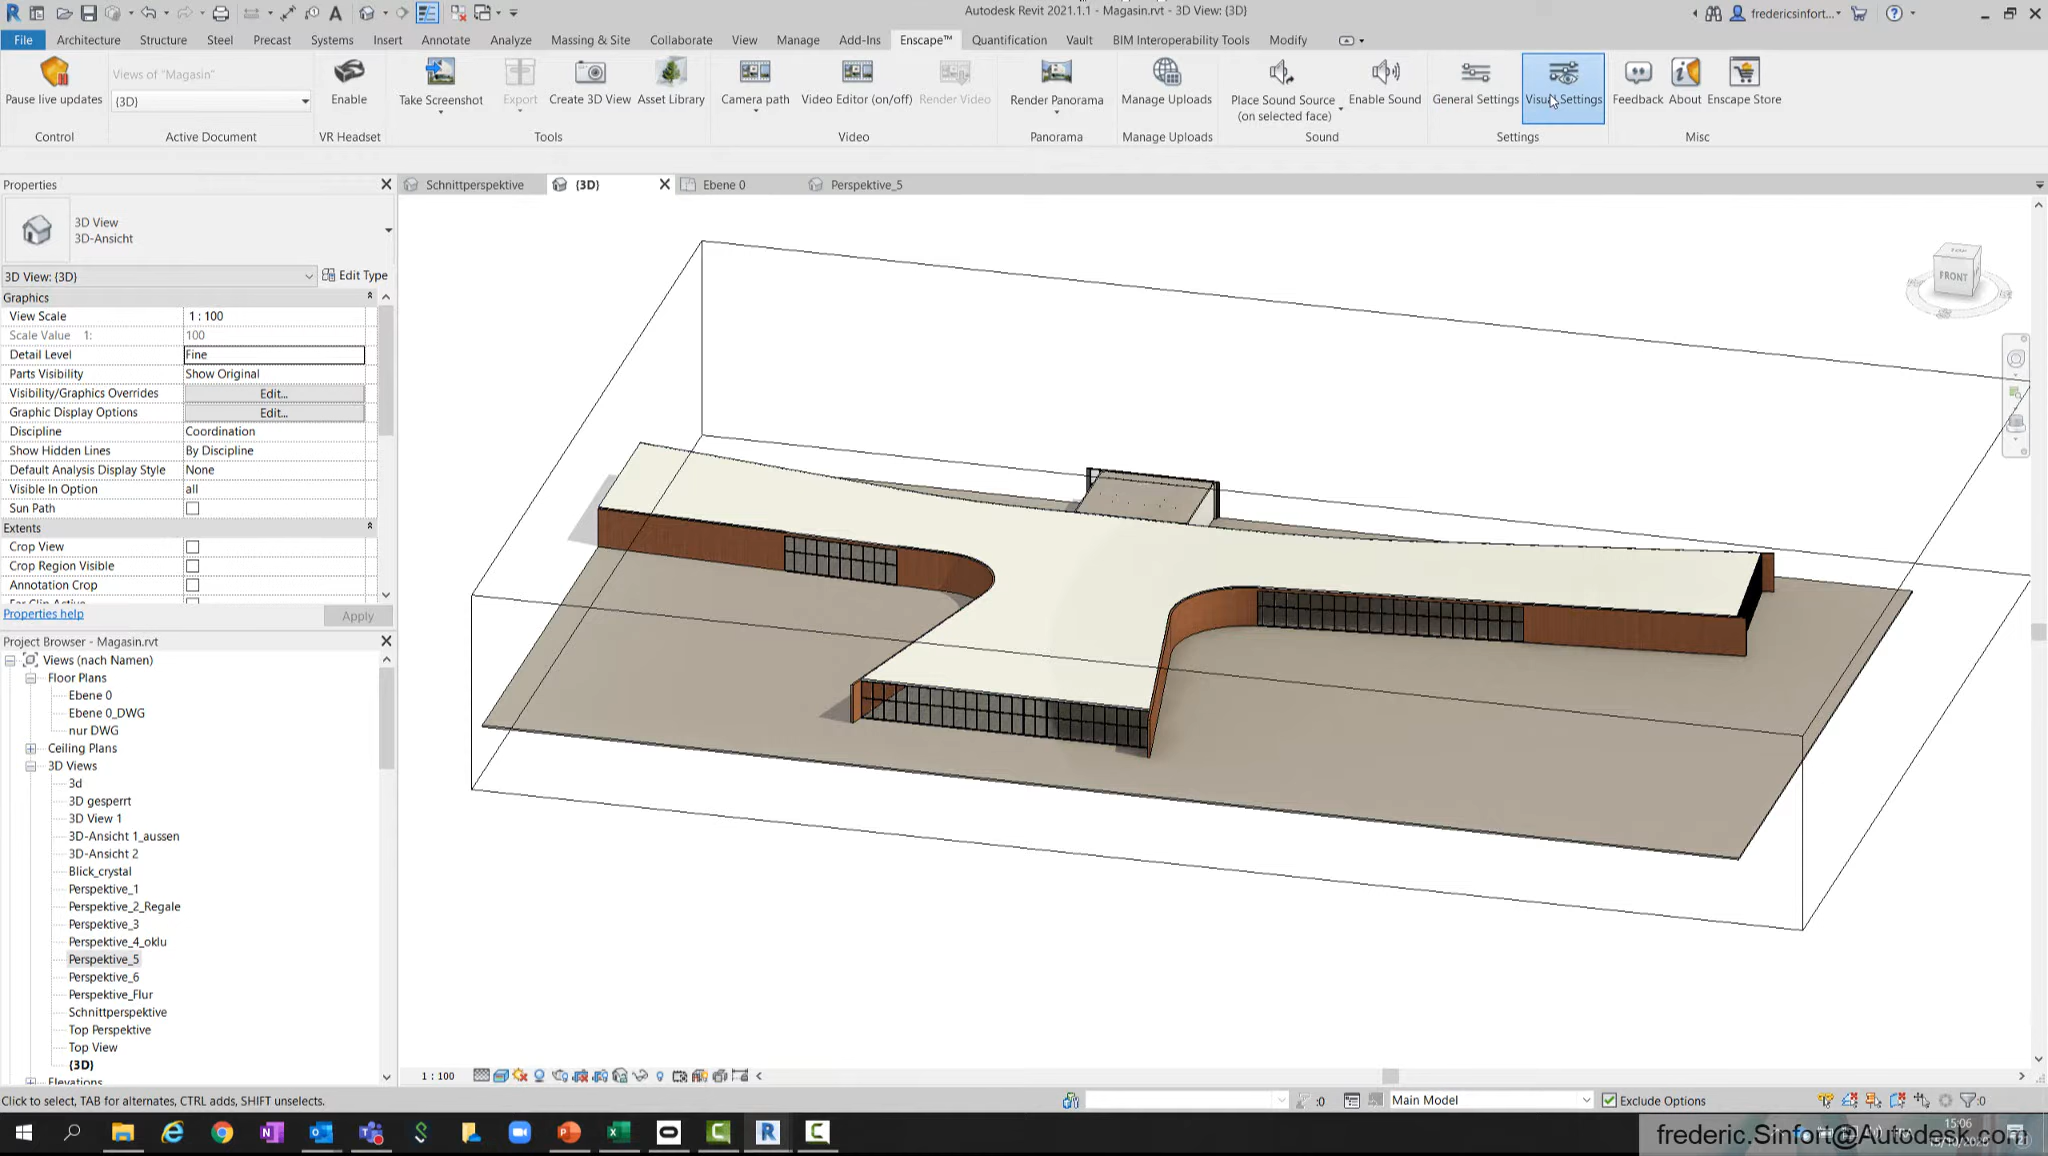 Autodesk Revit 2021.1.1 - Magasin.rvt - 3D View: {3D}
fredericsinfort...
File Architecture Structure Steel Precast Systems Insert Annotate Analyze Massing & Site Collaborate View Manage Add-Ins Enscape™ Quantification Vault BIM Interoperability Tools Modify
Pause live updates
Control
Views of "Magasin"
{3D}
Active Document
Enable
VR Headset
Take Screenshot Export Create 3D View Asset Library
Tools
Camera path Video Editor (on/off) Render Video
Video
Render Panorama
Panorama
Manage Uploads
Manage Uploads
Place Sound Source
(on selected face)
Enable Sound
Sound
General Settings Visual Settings
Settings
Feedback About Enscape Store
Misc
Properties
Schnittperspektive {3D} Ebene 0 Perspektive_5
3D View
3D-Ansicht
3D View: {3D} Edit Type
Graphics
View Scale 1 : 100
Scale Value 1: 100
Detail Level Fine
Parts Visibility Show Original
Visibility/Graphics Overrides Edit...
Graphic Display Options Edit...
Discipline Coordination
Show Hidden Lines By Discipline
Default Analysis Display Style None
Visible In Option all
Sun Path
Extents
Crop View
Crop Region Visible
Annotation Crop
Far Clip Active
Properties help Apply
Project Browser - Magasin.rvt
Views (nach Namen)
Floor Plans
Ebene 0
Ebene 0_DWG
nur DWG
Ceiling Plans
3D Views
3d
3D gesperrt
3D View 1
3D-Ansicht 1_aussen
3D-Ansicht 2
Blick_crystal
Perspektive_1
Perspektive_2_Regale
Perspektive_3
Perspektive_4_oklu
Perspektive_5
Perspektive_6
Perspektive_Flur
Schnittperspektive
Top Perspektive
Top View
{3D}
Elevations
TOP
FRONT
1 : 100
Click to select, TAB for alternates, CTRL adds, SHIFT unselects.
:0
Main Model
Exclude Options
:0
15:06
frederic.Sinfort@Autodesk.com